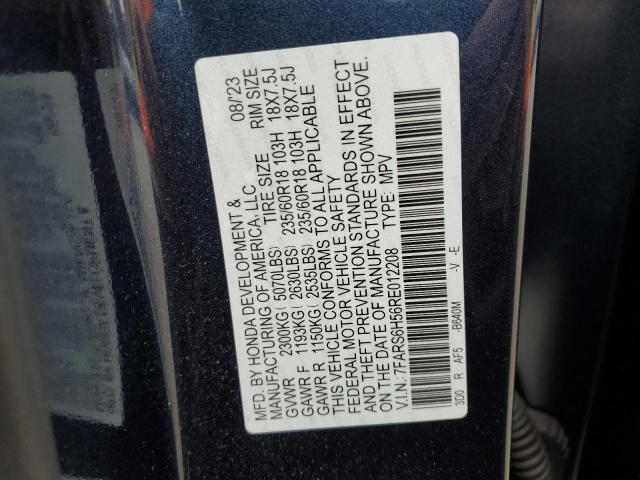 MFD. BY HONDA DEVELOPMENT & 08/'23
MANUFACTURING OF AMERICA, LLC
TIRE SIZE RIM SIZE
GVWR 2300KG( 5070LBS) 235/60R18 103H 18X7.5J
GAWR F 1193KG( 2630LBS) 235/60R18 103H 18X7.5J
GAWR R 1150KG( 2535LBS)
THIS VEHICLE CONFORMS TO ALL APPLICABLE
FEDERAL MOTOR VEHICLE SAFETY
AND THEFT PREVENTION STANDARDS IN EFFECT
ON THE DATE OF MANUFACTURE SHOWN ABOVE.
V.I.N.: 7FARS6H56RE012208 TYPE: MPV
3D0 R AF5 -B640M -V -E